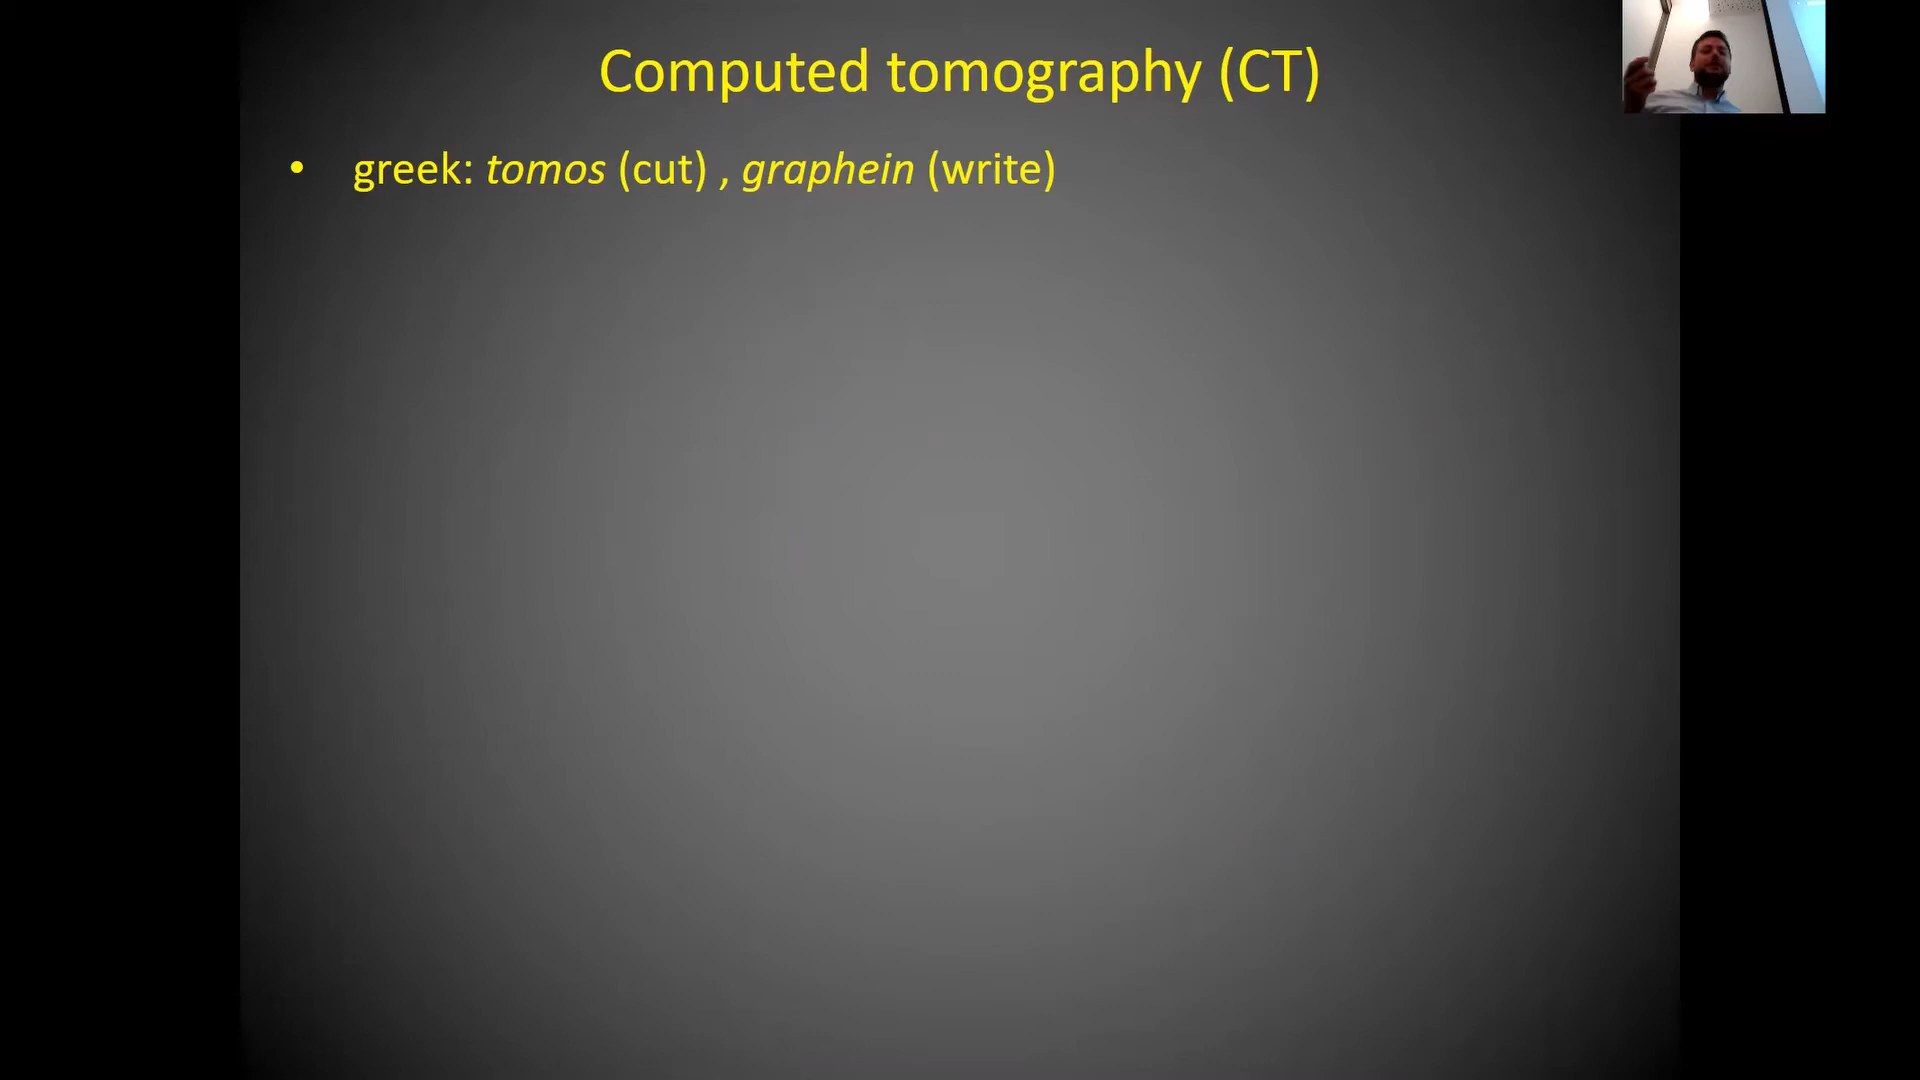 Computed tomography (CT)
• greek: tomos (cut) , graphein (write)